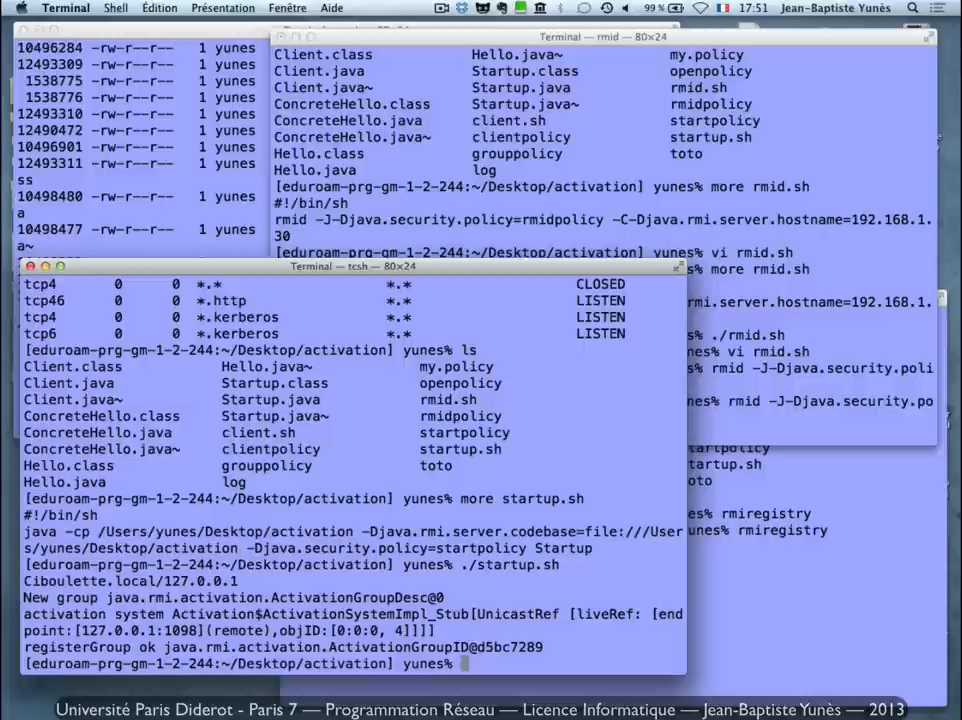 Terminal Shell Édition Présentation Fenêtre Aide 99 % 17:51 Jean-Baptiste Yunès
10496284 -rw-r--r-- 1 yunes
12493309 -rw-r--r-- 1 yunes
1538775 -rw-r--r-- 1 yunes
1538776 -rw-r--r-- 1 yunes
12493310 -rw-r--r-- 1 yunes
12490472 -rw-r--r-- 1 yunes
10496901 -rw-r--r-- 1 yunes
12493311 -rw-r--r-- 1 yunes
ss
10498480 -rw-r--r-- 1 yunes
a
10498477 -rw-r--r-- 1 yunes
a~
Terminal — rmid — 80×24
Client.class Hello.java~ my.policy
Client.java Startup.class openpolicy
Client.java~ Startup.java rmid.sh
ConcreteHello.class Startup.java~ rmidpolicy
ConcreteHello.java client.sh startpolicy
ConcreteHello.java~ clientpolicy startup.sh
Hello.class grouppolicy toto
Hello.java log
[eduroam-prg-gm-1-2-244:~/Desktop/activation] yunes% more rmid.sh
#!/bin/sh
rmid -J-Djava.security.policy=rmidpolicy -C-Djava.rmi.server.hostname=192.168.1.
30
[eduroam-prg-gm-1-2-244:~/Desktop/activation] yunes% vi rmid.sh
yunes% more rmid.sh
rmi.server.hostname=192.168.1.
nes% ./rmid.sh
nes% vi rmid.sh
s% rmid -J-Djava.security.poli
nes% rmid -J-Djava.security.po
tartpolicy
tartup.sh
oto
unes% rmiregistry
unes% rmiregistry
Terminal — tcsh — 80×24
tcp4 0 0 *.* *.* CLOSED
tcp46 0 0 *.http *.* LISTEN
tcp4 0 0 *.kerberos *.* LISTEN
tcp6 0 0 *.kerberos *.* LISTEN
[eduroam-prg-gm-1-2-244:~/Desktop/activation] yunes% ls
Client.class Hello.java~ my.policy
Client.java Startup.class openpolicy
Client.java~ Startup.java rmid.sh
ConcreteHello.class Startup.java~ rmidpolicy
ConcreteHello.java client.sh startpolicy
ConcreteHello.java~ clientpolicy startup.sh
Hello.class grouppolicy toto
Hello.java log
[eduroam-prg-gm-1-2-244:~/Desktop/activation] yunes% more startup.sh
#!/bin/sh
java -cp /Users/yunes/Desktop/activation -Djava.rmi.server.codebase=file:///User
s/yunes/Desktop/activation -Djava.security.policy=startpolicy Startup
[eduroam-prg-gm-1-2-244:~/Desktop/activation] yunes% ./startup.sh
Ciboulette.local/127.0.0.1
New group java.rmi.activation.ActivationGroupDesc@0
activation system Activation$ActivationSystemImpl_Stub[UnicastRef [liveRef: [end
point:[127.0.0.1:1098](remote),objID:[0:0:0, 4]]]]
registerGroup ok java.rmi.activation.ActivationGroupID@d5bc7289
[eduroam-prg-gm-1-2-244:~/Desktop/activation] yunes%
Université Paris Diderot - Paris 7 — Programmation Réseau — Licence Informatique — Jean-Baptiste Yunès — 2013